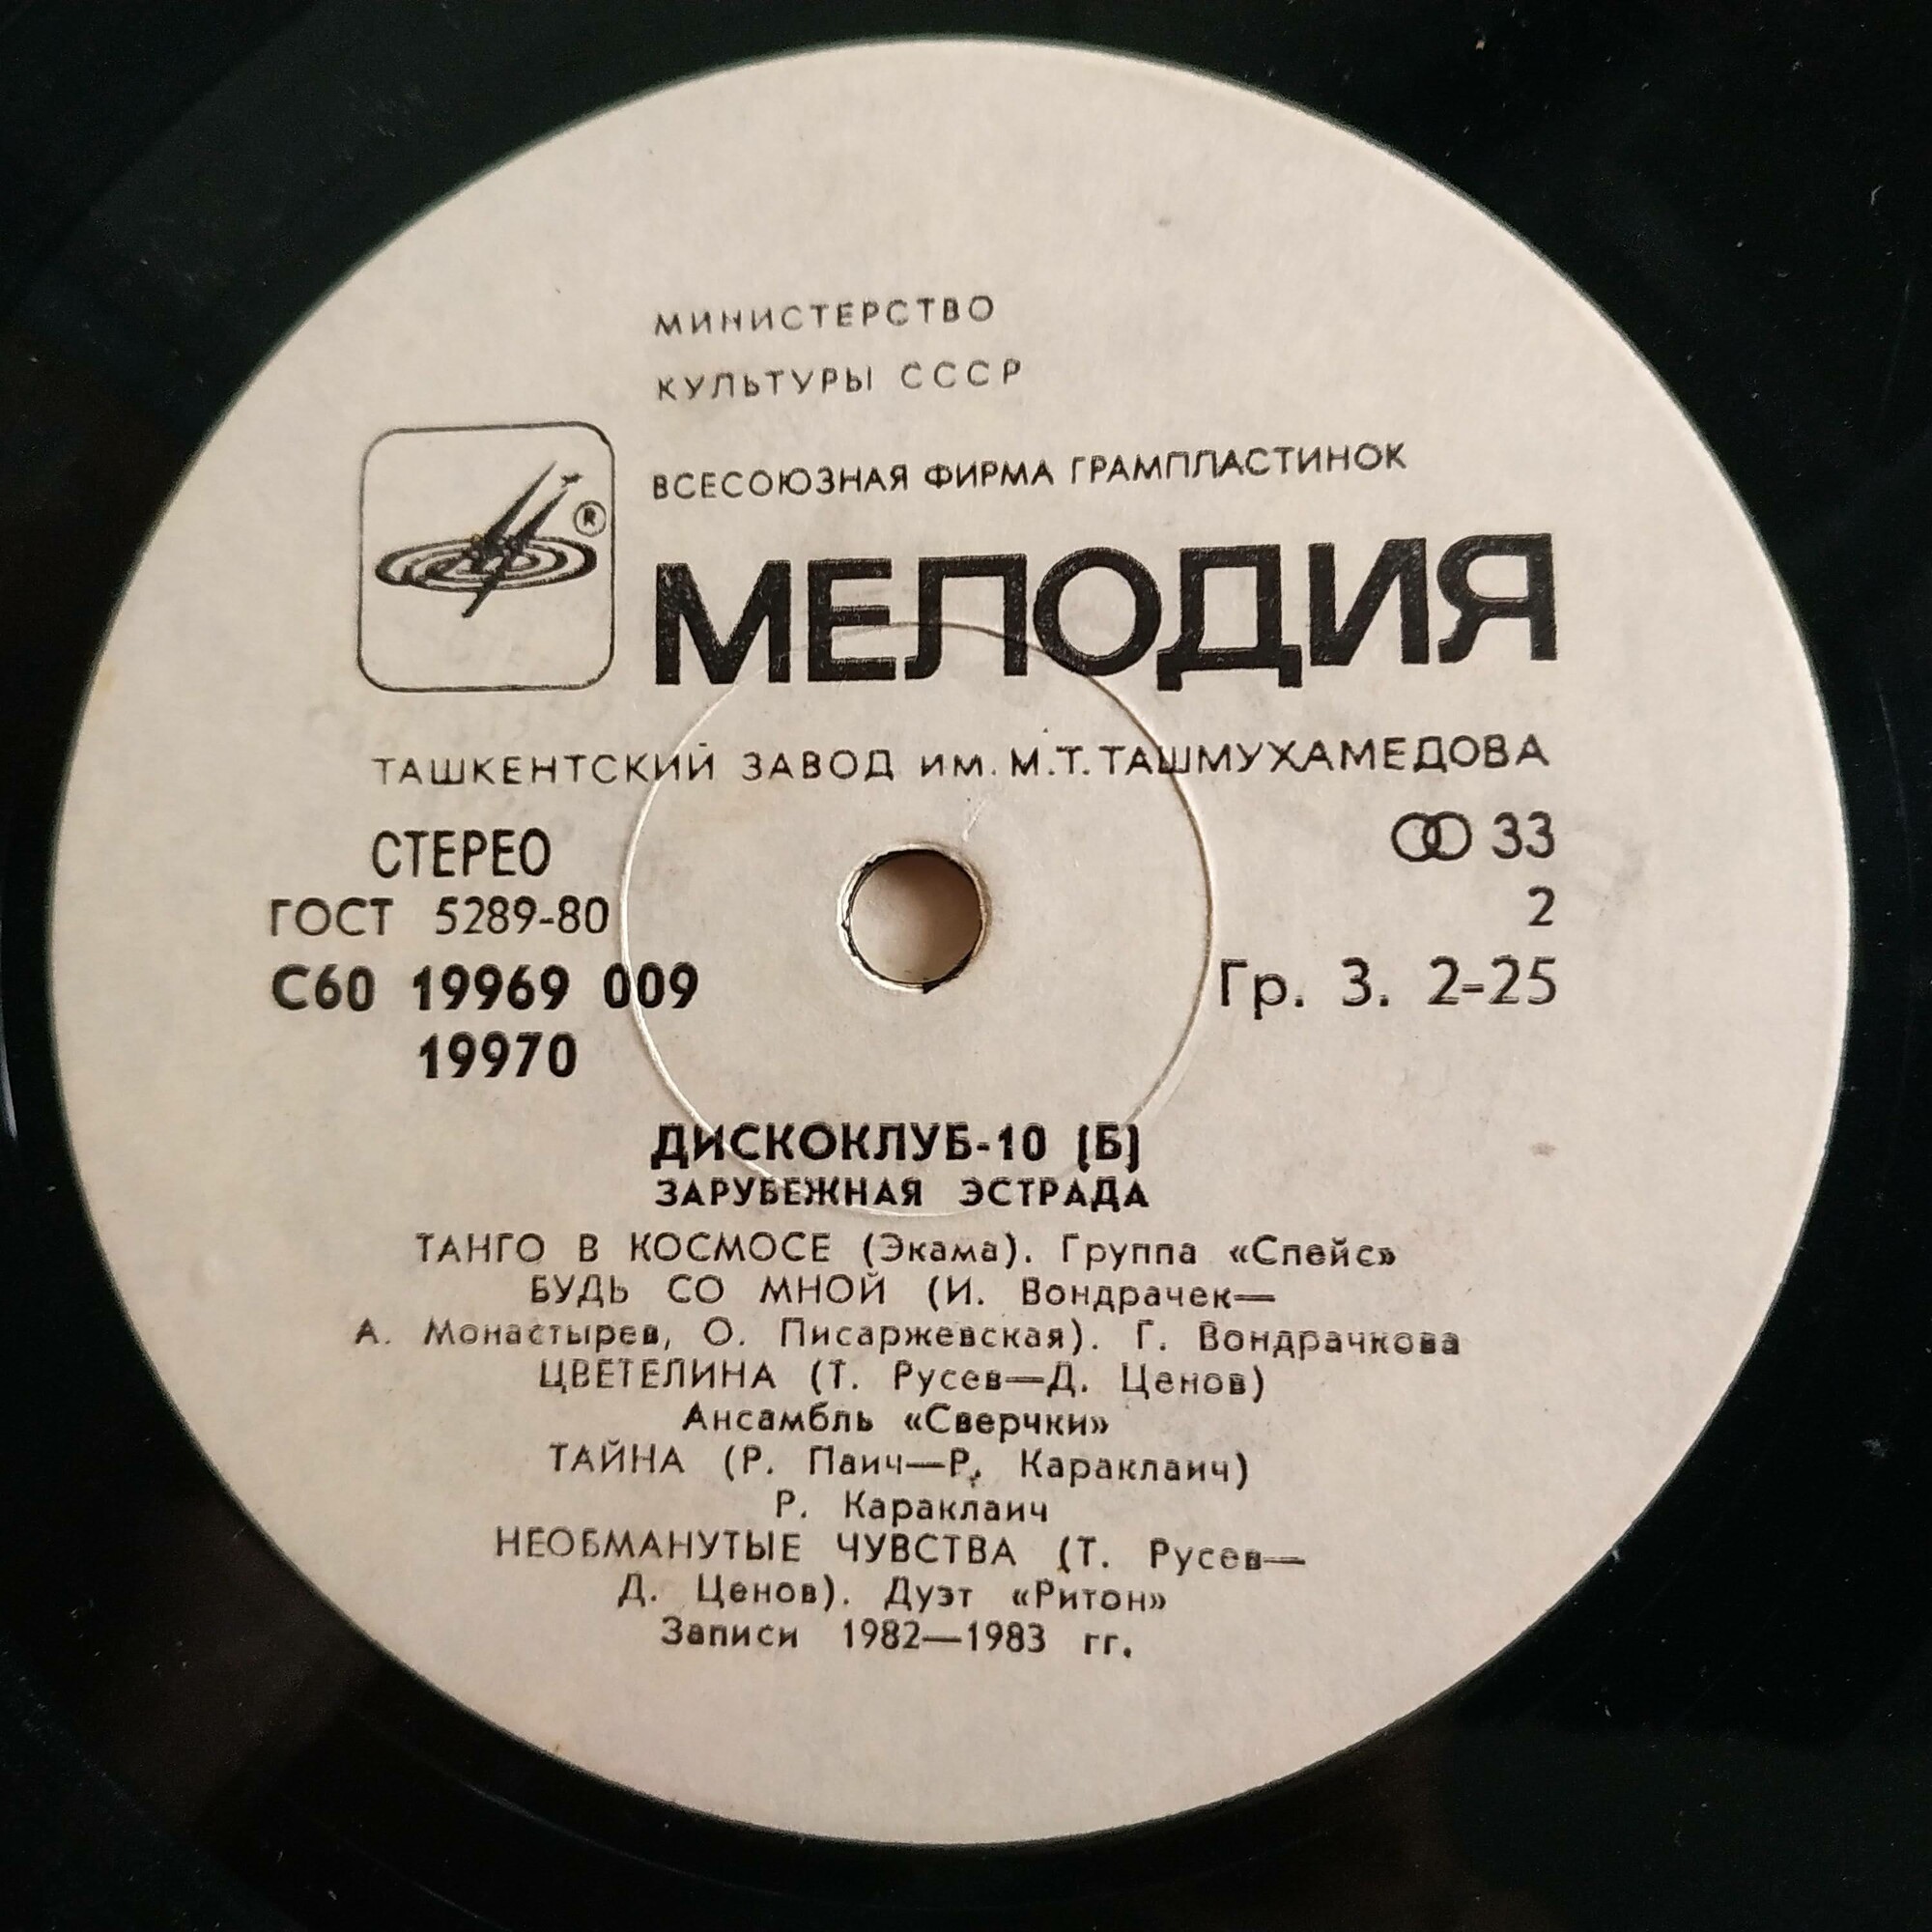 МИНИСТЕРСТВО
КУЛЬТУРЫ СССР
ВСЕСОЮЗНАЯ ФИРМА ГРАМПЛАСТИНОК
®
МЕЛОДИЯ
ТАШКЕНТСКИЙ ЗАВОД им. М.Т.ТАШМУХАМЕДОВА
СТЕРЕО
33
ГОСТ 5289-80
2
С60 19969 009
Гр. 3. 2-25
19970
ДИСКОКЛУБ-10 (Б)
ЗАРУБЕЖНАЯ ЭСТРАДА
ТАНГО В КОСМОСЕ (Экама). Группа «Спейс»
БУДЬ СО МНОЙ (И. Вондрачек—
А. Монастырев, О. Писаржевская). Г. Вондрачкова
ЦВЕТЕЛИНА (Т. Русев—Д. Ценов)
Ансамбль «Сверчки»
ТАЙНА (Р. Паич—Р. Караклаич)
Р. Караклаич
НЕОБМАНУТЫЕ ЧУВСТВА (Т. Русев—
Д. Ценов). Дуэт «Ритон»
Записи 1982—1983 гг.